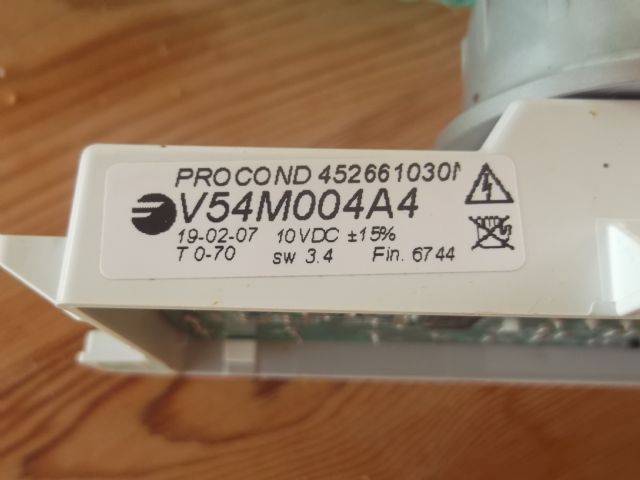 PROCOND 452661030
V54M004A4
19-02-07 10VDC ±15%
T 0-70 sw 3.4 Fin. 6744